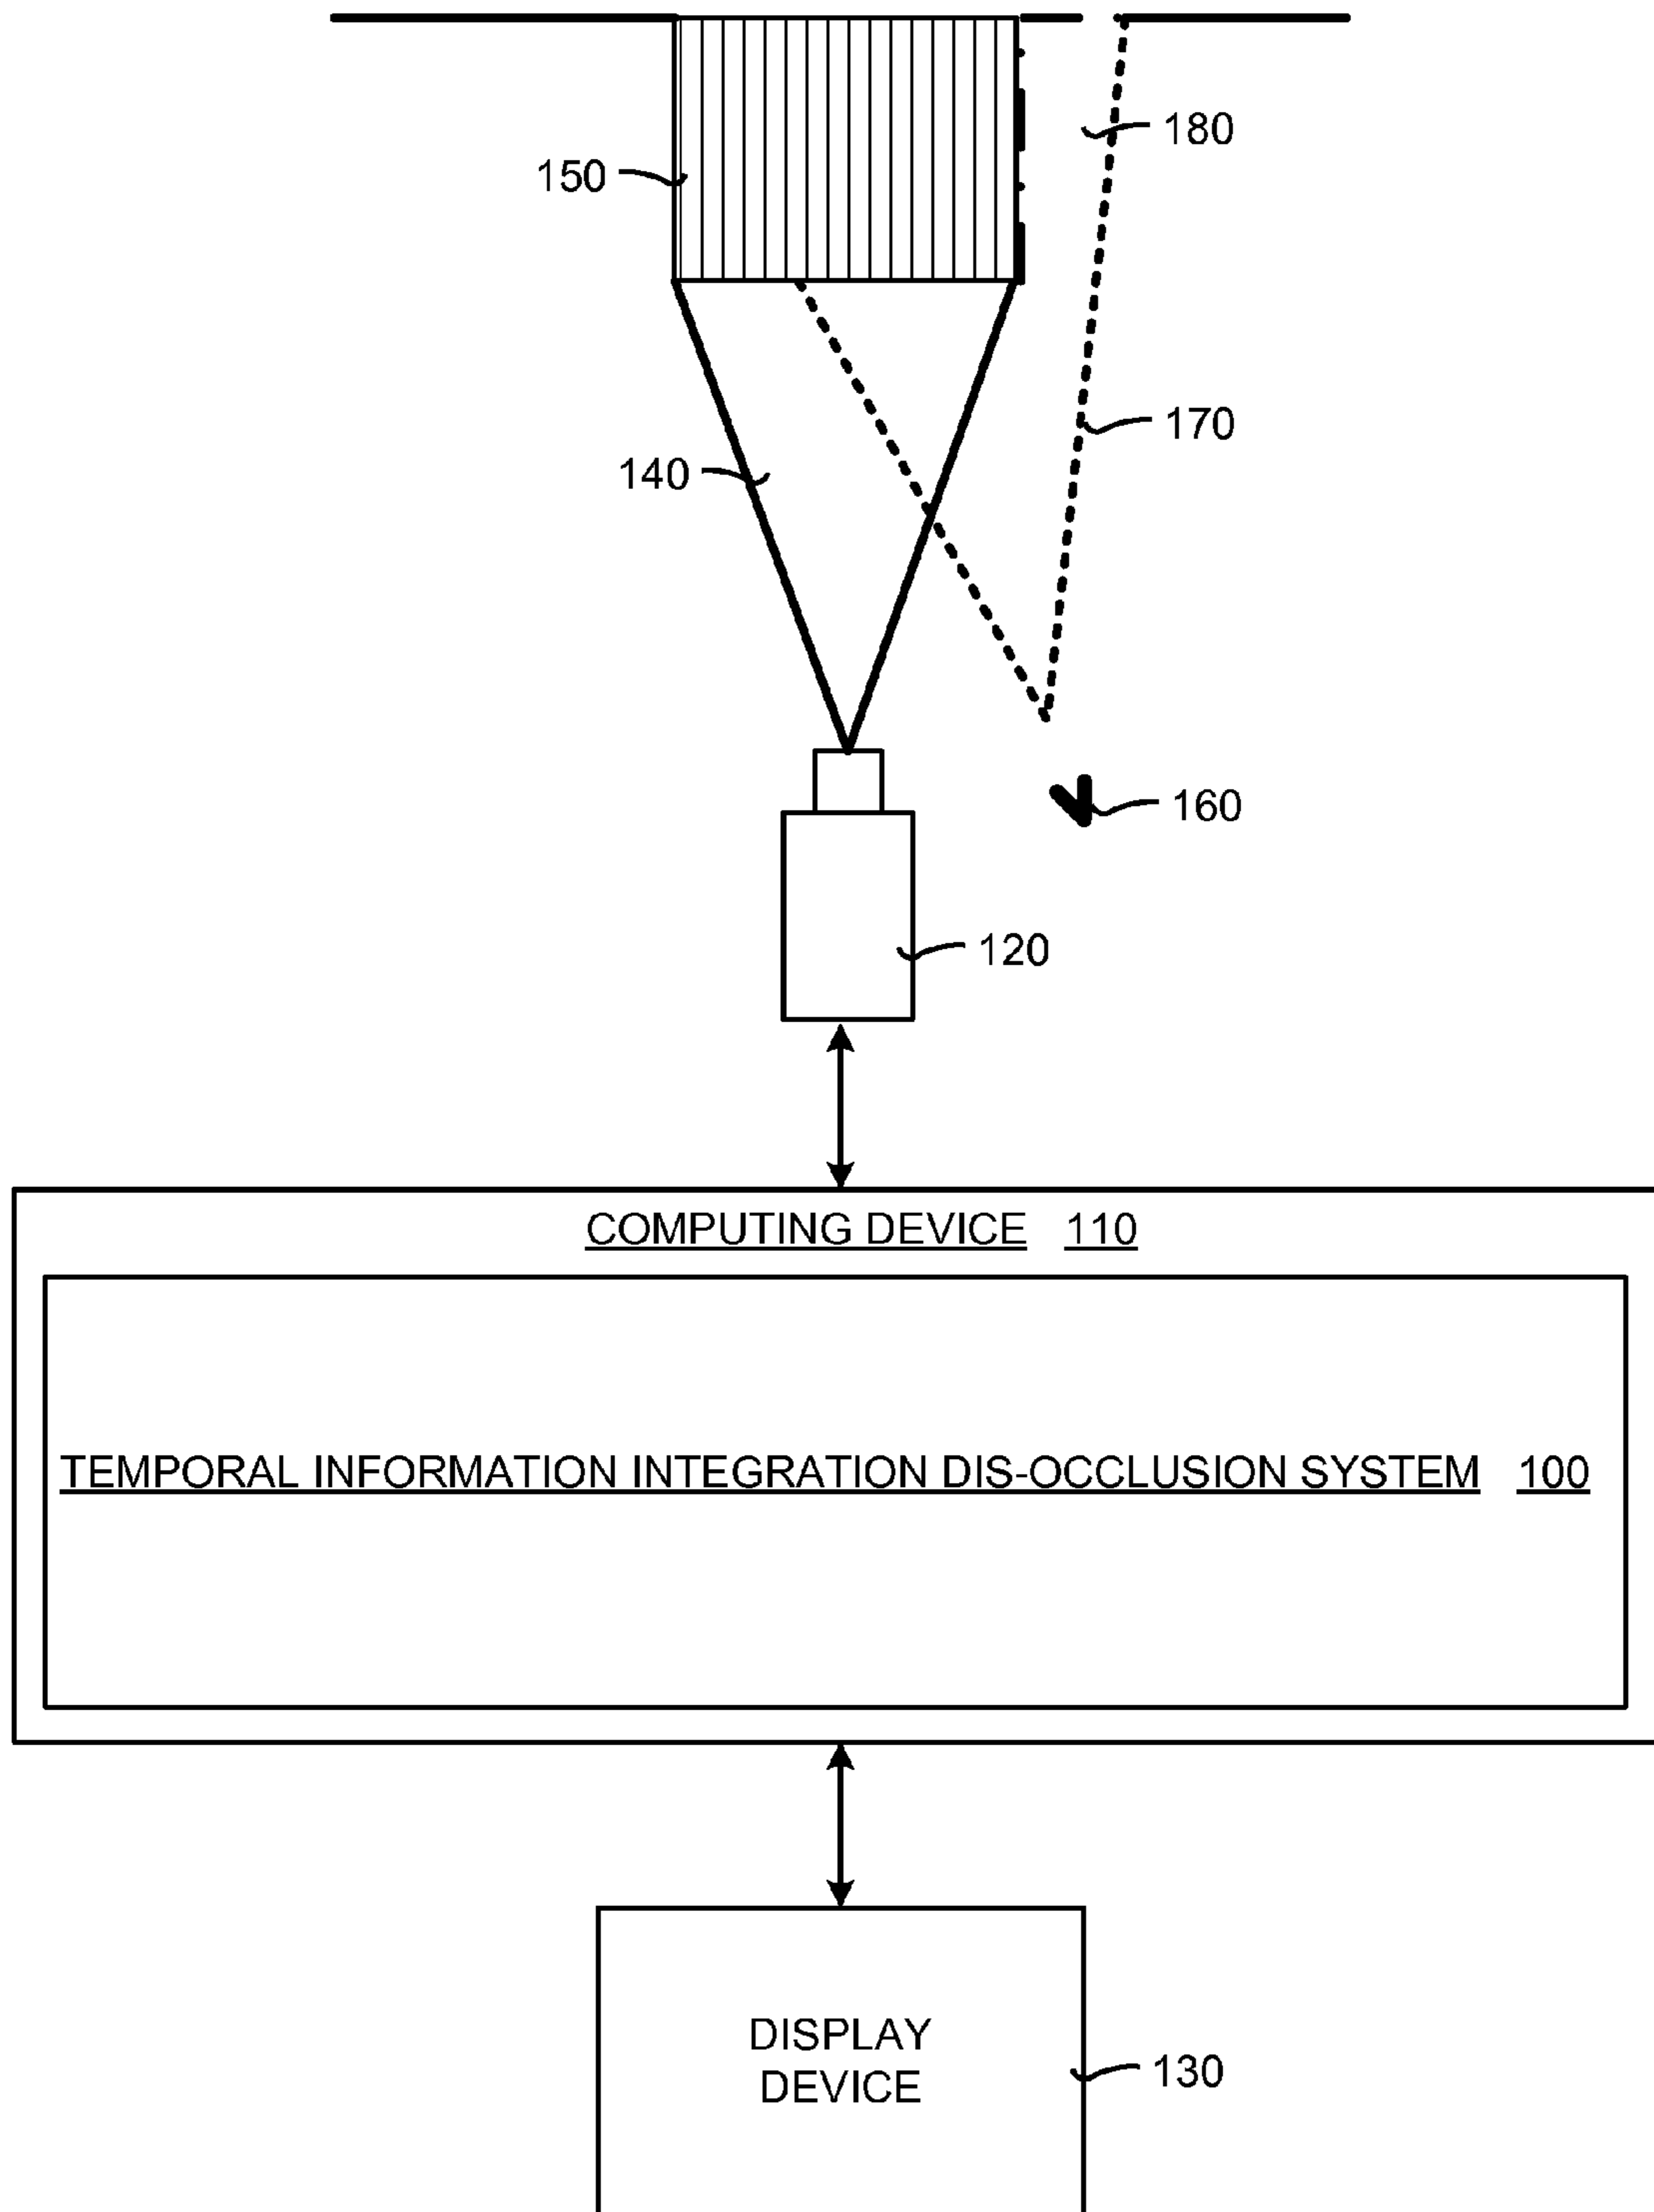 180
150
170
140
160
120
COMPUTING DEVICE 110
TEMPORAL INFORMATION INTEGRATION DIS-OCCLUSION SYSTEM 100
DISPLAY
DEVICE
130